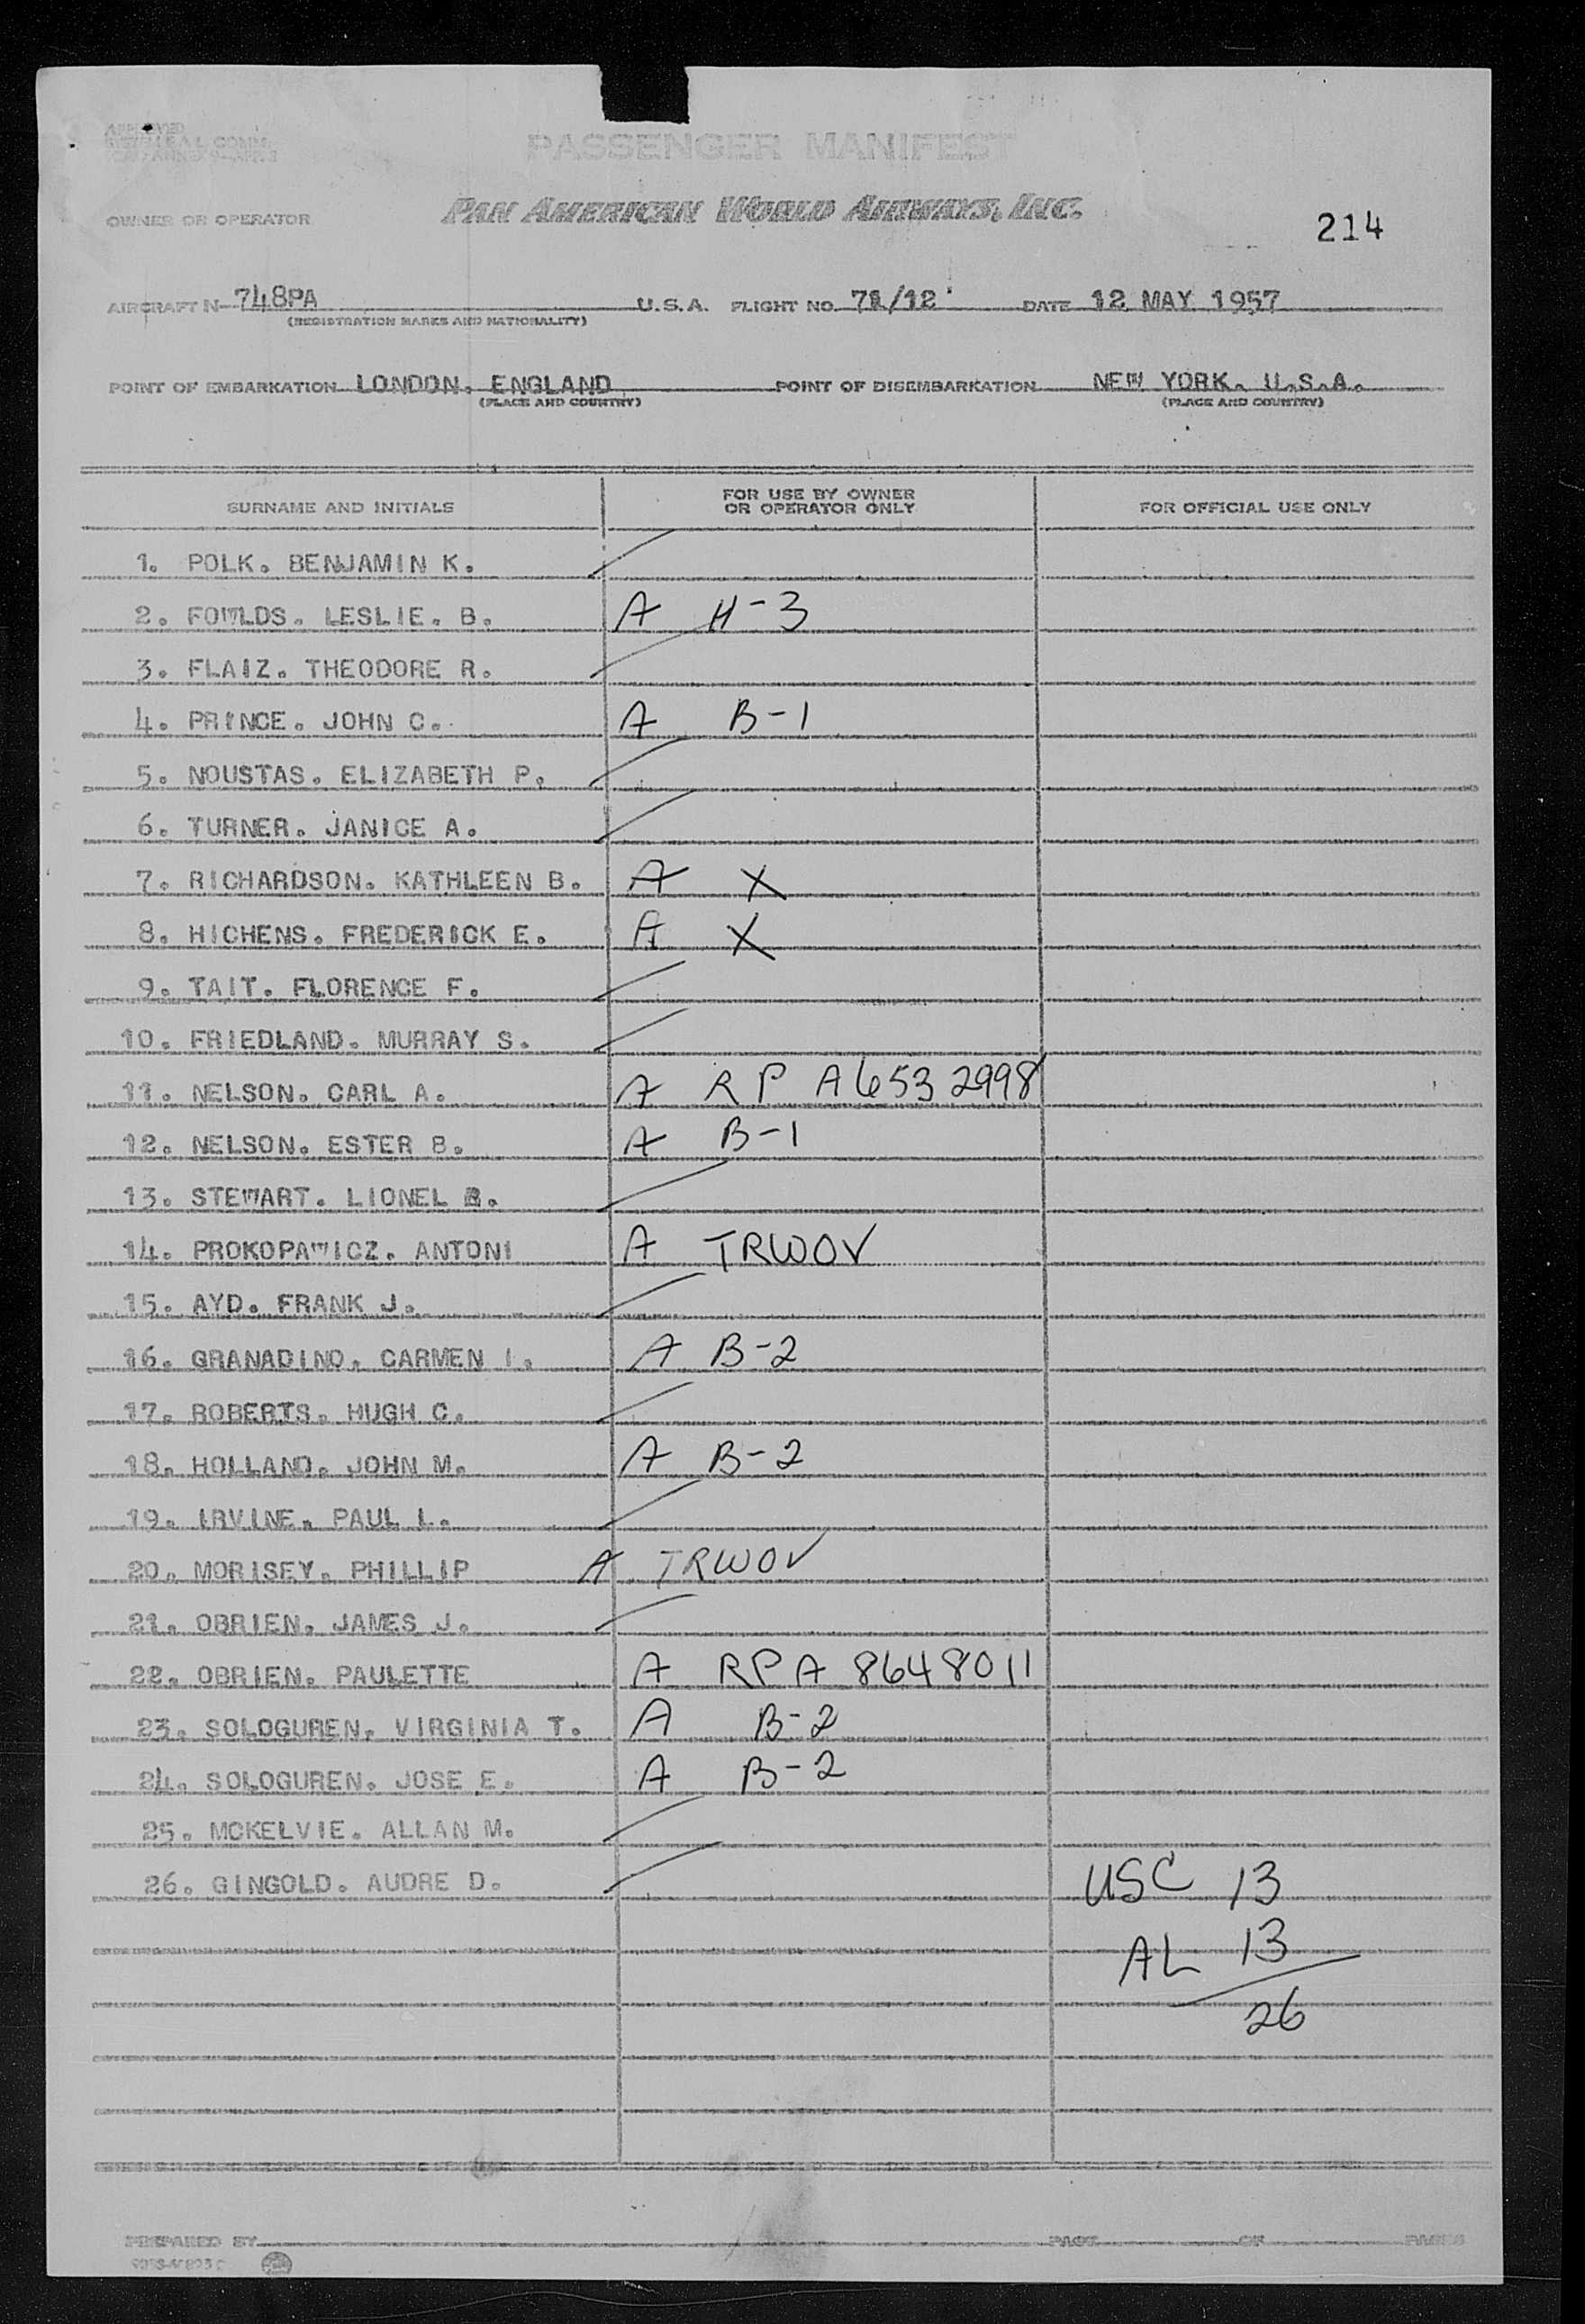 APPROVED
PASSENGER MANIFEST
OWNER OR OPERATOR PAN AMERICAN WORLD AIRWAYS, INC.
214
AIRCRAFT N- 748PA U.S.A. FLIGHT NO. 71/12 DATE 12 MAY 1957
(REGISTRATION MARKS AND NATIONALITY)
POINT OF EMBARKATION LONDON. ENGLAND POINT OF DISEMBARKATION NEW YORK. U.S.A.
(PLACE AND COUNTRY) (PLACE AND COUNTRY)
SURNAME AND INITIALS FOR USE BY OWNER OR OPERATOR ONLY FOR OFFICIAL USE ONLY
1. POLK. BENJAMIN K.
2. FOWLDS. LESLIE. B. A H-3
3. FLAIZ. THEODORE R.
4. PRINCE. JOHN C. A B-1
5. NOUSTAS. ELIZABETH P.
6. TURNER. JANICE A.
7. RICHARDSON. KATHLEEN B. A X
8. HICHENS. FREDERICK E. A X
9. TAIT. FLORENCE F.
10. FRIEDLAND. MURRAY S.
11. NELSON. CARL A. A RP A6532998
12. NELSON. ESTER B. A B-1
13. STEWART. LIONEL
14. PROKOPAWICZ. ANTONI A TRWOV
15. AYD. FRANK J.
16. GRANADINO. CARMEN I. A B-2
17. ROBERTS. HUGH C.
18. HOLLAND. JOHN M. A B-2
19. IRVINE. PAUL L.
20. MORISEY. PHILLIP A TRWOV
21. OBRIEN. JAMES J.
22. OBRIEN. PAULETTE A RP A 8648011
23. SOLOGUREN. VIRGINIA T. A B-2
24. SOLOGUREN. JOSE E. A B-2
25. MCKELVIE. ALLAN M.
26. GINGOLD. AUDRE D.
USC 13
AL 13
26
PREPARED BY PAGE OF PAGES